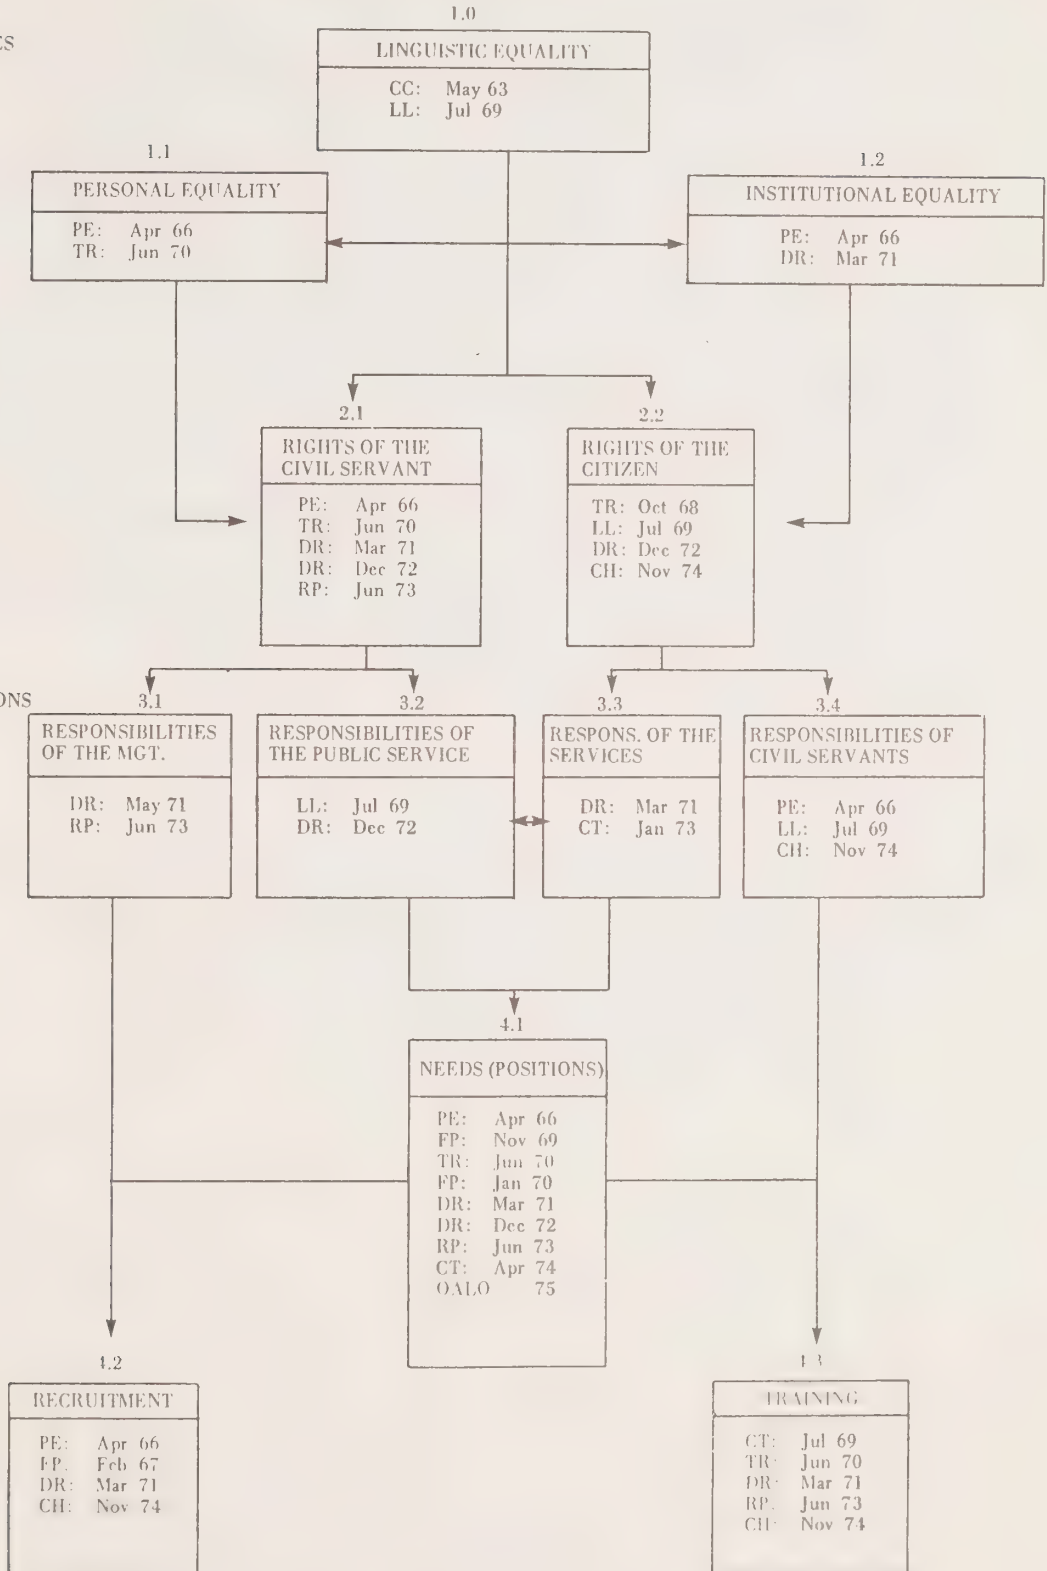 1.0
LINGUISTIC EQUALITY
CC: May 63
LL: Jul 69
1.1
PERSONAL EQUALITY
PE: Apr 66
TR: Jun 70
1.2
INSTITUTIONAL EQUALITY
PE: Apr 66
DR: Mar 71
2.1
RIGHTS OF THE
CIVIL SERVANT
PE: Apr 66
TR: Jun 70
DR: Mar 71
DR: Dec 72
RP: Jun 73
2.2
RIGHTS OF THE
CITIZEN
TR: Oct 68
LL: Jul 69
DR: Dec 72
CH: Nov 74
ONS
3.1
RESPONSIBILITIES
OF THE MGT.
DR: May 71
RP: Jun 73
3.2
RESPONSIBILITIES OF
THE PUBLIC SERVICE
LL: Jul 69
DR: Dec 72
3.3
RESPONS. OF THE
SERVICES
DR: Mar 71
CT: Jan 73
3.4
RESPONSIBILITIES OF
CIVIL SERVANTS
PE: Apr 66
LL: Jul 69
CH: Nov 74
4.1
NEEDS (POSITIONS)
PE: Apr 66
FP: Nov 69
TR: Jun 70
FP: Jan 70
DR: Mar 71
DR: Dec 72
RP: Jun 73
CT: Apr 74
OALO 75
4.2
RECRUITMENT
PE: Apr 66
FP. Feb 67
DR: Mar 71
CH: Nov 74
4.3
TRAINING
CT: Jul 69
TR: Jun 70
DR: Mar 71
RP. Jun 73
CH: Nov 74